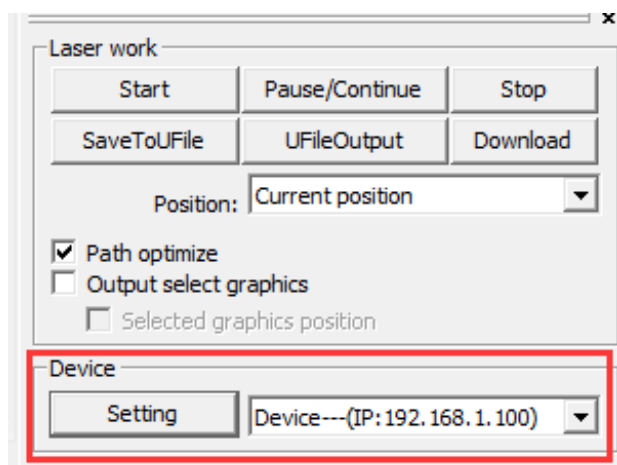 x
Laser work
Start Pause/Continue Stop
SaveToUFile UFileOutput Download
Position: Current position
Path optimize
Output select graphics
Selected graphics position
Device
Setting Device---(IP:192.168.1.100)